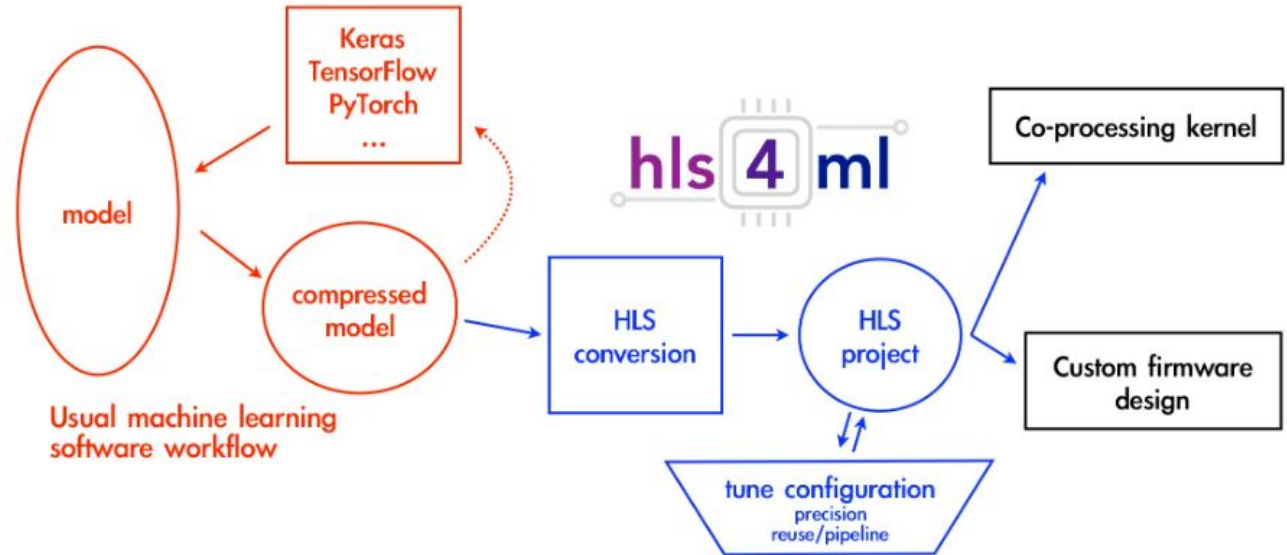 Keras
TensorFlow
PyTorch
...
model
compressed
model
Usual machine learning
software workflow
hls 4 ml
HLS
conversion
HLS
project
tune configuration
precision
reuse/pipeline
Co-processing kernel
Custom firmware
design